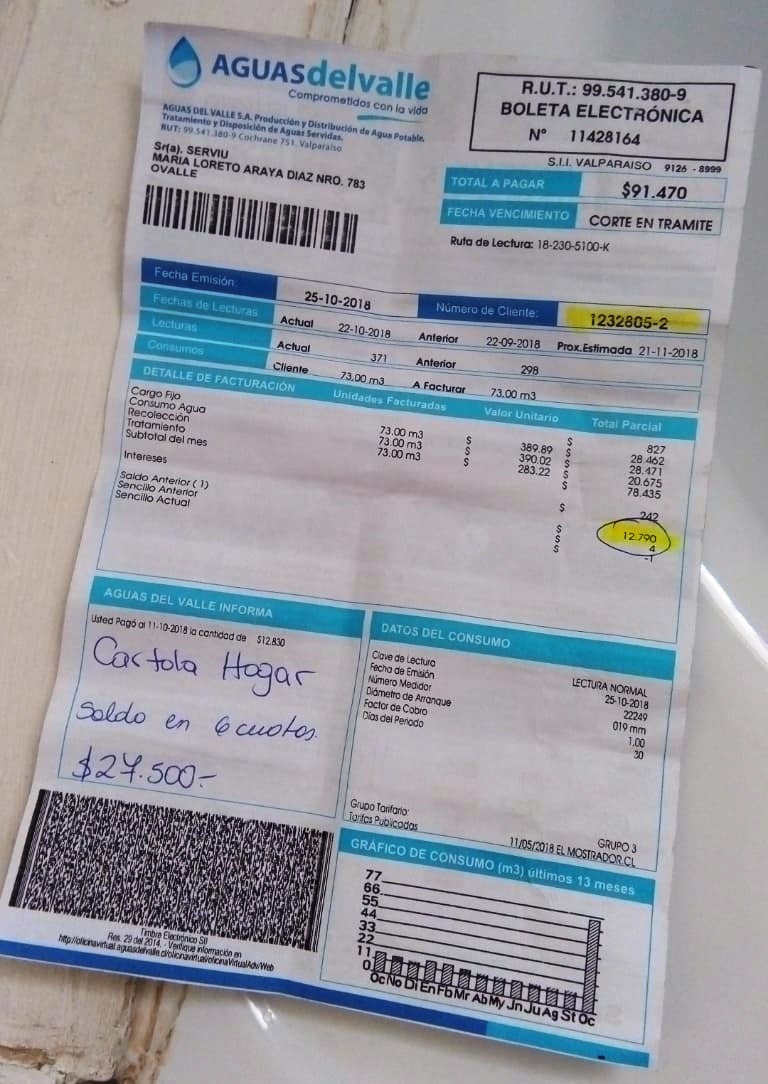 AGUASdelvalle
Comprometidos con la vida
AGUAS DEL VALLE S.A. Producción y Distribución de Agua Potable,
Tratamiento y Disposición de Aguas Servidas.
RUT: 99.541.380-9 Cochrane 751. Valparaíso
R.U.T.: 99.541.380-9
BOLETA ELECTRÓNICA
N° 11428164
S.I.I. VALPARAISO 9126 - 8999
Sr(a). SERVIU
MARIA LORETO ARAYA DIAZ NRO. 783
OVALLE
TOTAL A PAGAR $91.470
FECHA VENCIMIENTO CORTE EN TRAMITE
Ruta de Lectura: 18-230-5100-K
Fecha Emisión: 25-10-2018 Número de Cliente: 1232805-2
Fechas de Lecturas Actual 22-10-2018 Anterior 22-09-2018 Prox.Estimada 21-11-2018
Lecturas Actual 371 Anterior 298
Consumos Cliente 73.00 m3 A Facturar 73.00 m3
DETALLE DE FACTURACIÓN Unidades Facturadas Valor Unitario Total Parcial
Cargo Fijo $ 827
Consumo Agua 73.00 m3 $ 389.89 $ 28.462
Recolección 73.00 m3 $ 390.02 $ 28.471
Tratamiento 73.00 m3 $ 283.22 $ 20.675
Subtotal del mes $ 78.435
Intereses $ 242
Saldo Anterior ( 1 ) $ 12.790
Sencillo Anterior $ 4
Sencillo Actual $ -1
AGUAS DEL VALLE INFORMA
Usted Pagó al 11-10-2018 la cantidad de $12.830
Cartola Hogar
Saldo en 6 cuotas
$27.500.-
DATOS DEL CONSUMO
Clave de Lectura LECTURA NORMAL
Fecha de Emisión 25-10-2018
Número Medidor 22249
Diámetro de Arranque 019 mm
Factor de Cobro 1.00
Días del Periodo 30
Grupo Tarifario: GRUPO 3
Tarifas Publicadas 11/05/2018 EL MOSTRADOR.CL
Timbre Electrónico SII
Res. 29 del 2014. - Verifique información en
GRÁFICO DE CONSUMO (m3) últimos 13 meses
77
66
55
44
33
22
11
0
Oc No Di En Fb Mr Ab My Jn Ju Ag St Oc